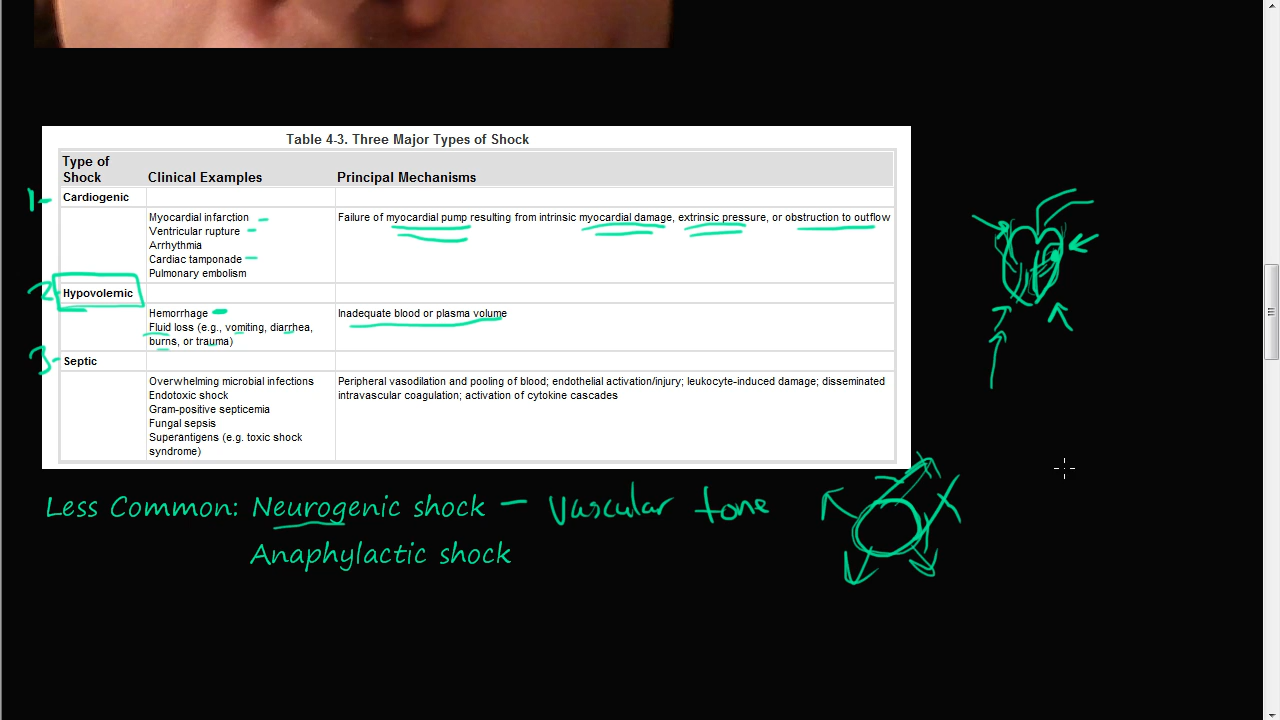 Table 4-3. Three Major Types of Shock
Type of Shock Clinical Examples Principal Mechanisms
1- Cardiogenic
Myocardial infarction Failure of myocardial pump resulting from intrinsic myocardial damage, extrinsic pressure, or obstruction to outflow
Ventricular rupture
Arrhythmia
Cardiac tamponade
Pulmonary embolism
2- Hypovolemic
Hemorrhage Inadequate blood or plasma volume
Fluid loss (e.g., vomiting, diarrhea,
burns, or trauma)
3- Septic
Overwhelming microbial infections Peripheral vasodilation and pooling of blood; endothelial activation/injury; leukocyte-induced damage; disseminated
Endotoxic shock intravascular coagulation; activation of cytokine cascades
Gram-positive septicemia
Fungal sepsis
Superantigens (e.g. toxic shock
syndrome)
Less Common: Neurogenic shock - vascular tone
Anaphylactic shock